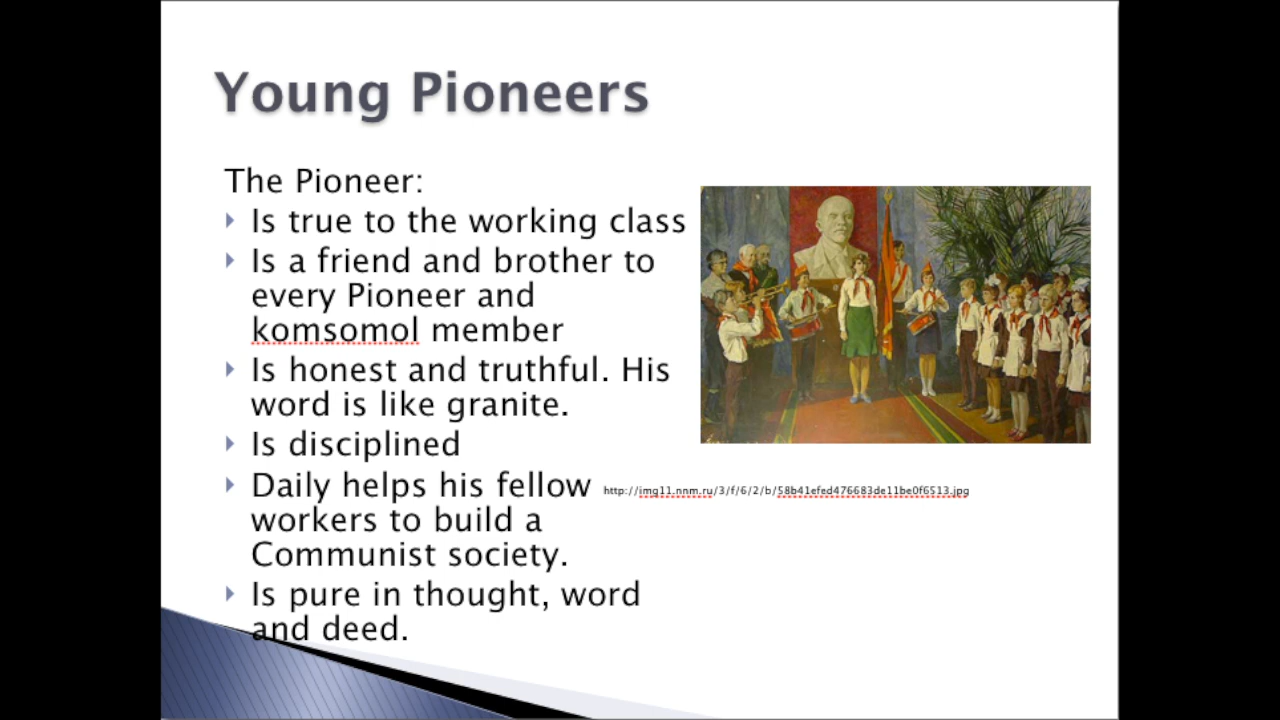 Young Pioneers
The Pioneer:
Is true to the working class
Is a friend and brother to
every Pioneer and
komsomol member
Is honest and truthful. His
word is like granite.
Is disciplined
Daily helps his fellow
workers to build a
Communist society.
Is pure in thought, word
and deed.
http://img11.nnm.ru/3/f/6/2/b/58b41efed476683de11be0f6513.jpg